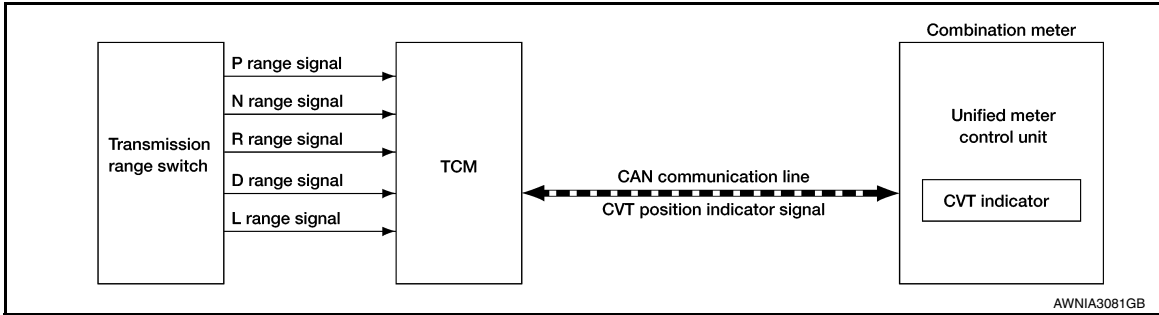 Combination meter
P range signal
N range signal
R range signal
D range signal
L range signal
Transmission
range switch
TCM
CAN communication line
CVT position indicator signal
Unified meter
control unit
CVT indicator
AWNIA3081GB